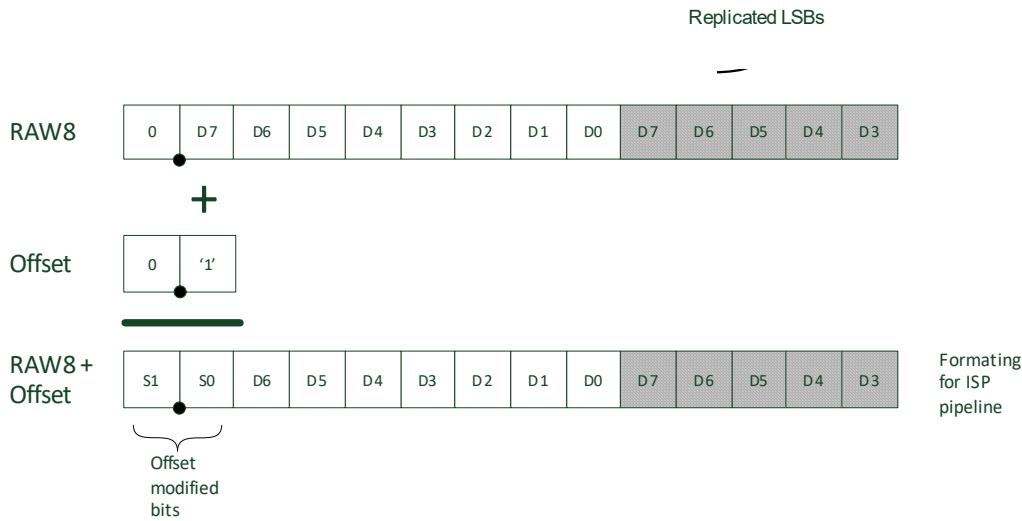 Replicated LSBs
RAW8 0 D7 D6 D5 D4 D3 D2 D1 D0 D7 D6 D5 D4 D3
+
Offset 0 ‘1’
RAW8 +
Offset
S1 S0 D6 D5 D4 D3 D2 D1 D0 D7 D6 D5 D4 D3
Formating
for ISP
pipeline
Offset
modified
bits